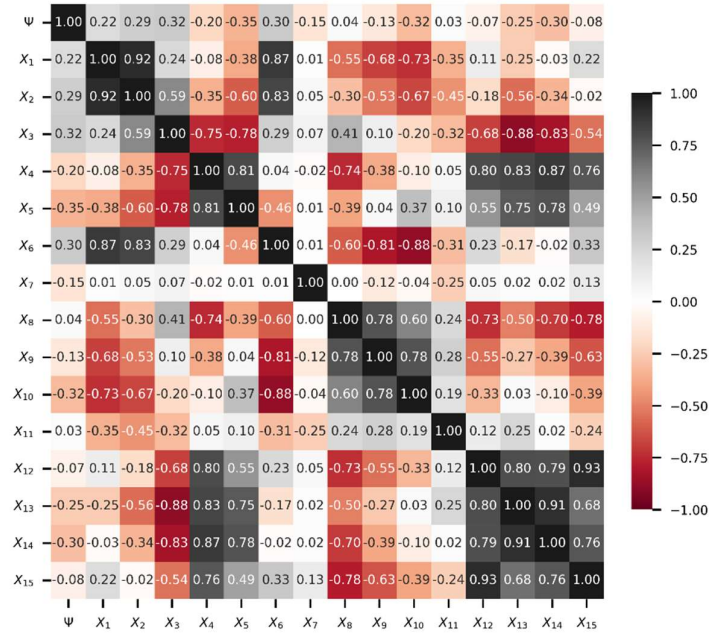 Ψ 1.00 0.22 0.29 0.32 -0.20 -0.35 0.30 -0.15 0.04 -0.13 -0.32 0.03 -0.07 -0.25 -0.30 -0.08
X1 0.22 1.00 0.92 0.24 -0.08 -0.38 0.87 0.01 -0.55 -0.68 -0.73 -0.35 0.11 -0.25 -0.03 0.22
X2 0.29 0.92 1.00 0.59 -0.35 -0.60 0.83 0.05 -0.30 -0.53 -0.67 -0.45 -0.18 -0.56 -0.34 -0.02
X3 0.32 0.24 0.59 1.00 -0.75 -0.78 0.29 0.07 0.41 0.10 -0.20 -0.32 -0.68 -0.88 -0.83 -0.54
X4 -0.20 -0.08 -0.35 -0.75 1.00 0.81 0.04 -0.02 -0.74 -0.38 -0.10 0.05 0.80 0.83 0.87 0.76
X5 -0.35 -0.38 -0.60 -0.78 0.81 1.00 -0.46 0.01 -0.39 0.04 0.37 0.10 0.55 0.75 0.78 0.49
X6 0.30 0.87 0.83 0.29 0.04 -0.46 1.00 0.01 -0.60 -0.81 -0.88 -0.31 0.23 -0.17 -0.02 0.33
X7 -0.15 0.01 0.05 0.07 -0.02 0.01 0.01 1.00 0.00 -0.12 -0.04 -0.25 0.05 0.02 0.02 0.13
X8 0.04 -0.55 -0.30 0.41 -0.74 -0.39 -0.60 0.00 1.00 0.78 0.60 0.24 -0.73 -0.50 -0.70 -0.78
X9 -0.13 -0.68 -0.53 0.10 -0.38 0.04 -0.81 -0.12 0.78 1.00 0.78 0.28 -0.55 -0.27 -0.39 -0.63
X10 -0.32 -0.73 -0.67 -0.20 -0.10 0.37 -0.88 -0.04 0.60 0.78 1.00 0.19 -0.33 0.03 -0.10 -0.39
X11 0.03 -0.35 -0.45 -0.32 0.05 0.10 -0.31 -0.25 0.24 0.28 0.19 1.00 0.12 0.25 0.02 -0.24
X12 -0.07 0.11 -0.18 -0.68 0.80 0.55 0.23 0.05 -0.73 -0.55 -0.33 0.12 1.00 0.80 0.79 0.93
X13 -0.25 -0.25 -0.56 -0.88 0.83 0.75 -0.17 0.02 -0.50 -0.27 0.03 0.25 0.80 1.00 0.91 0.68
X14 -0.30 -0.03 -0.34 -0.83 0.87 0.78 -0.02 0.02 -0.70 -0.39 -0.10 0.02 0.79 0.91 1.00 0.76
X15 -0.08 0.22 -0.02 -0.54 0.76 0.49 0.33 0.13 -0.78 -0.63 -0.39 -0.24 0.93 0.68 0.76 1.00
Ψ X1 X2 X3 X4 X5 X6 X7 X8 X9 X10 X11 X12 X13 X14 X15
1.00
0.75
0.50
0.25
0.00
−0.25
−0.50
−0.75
−1.00